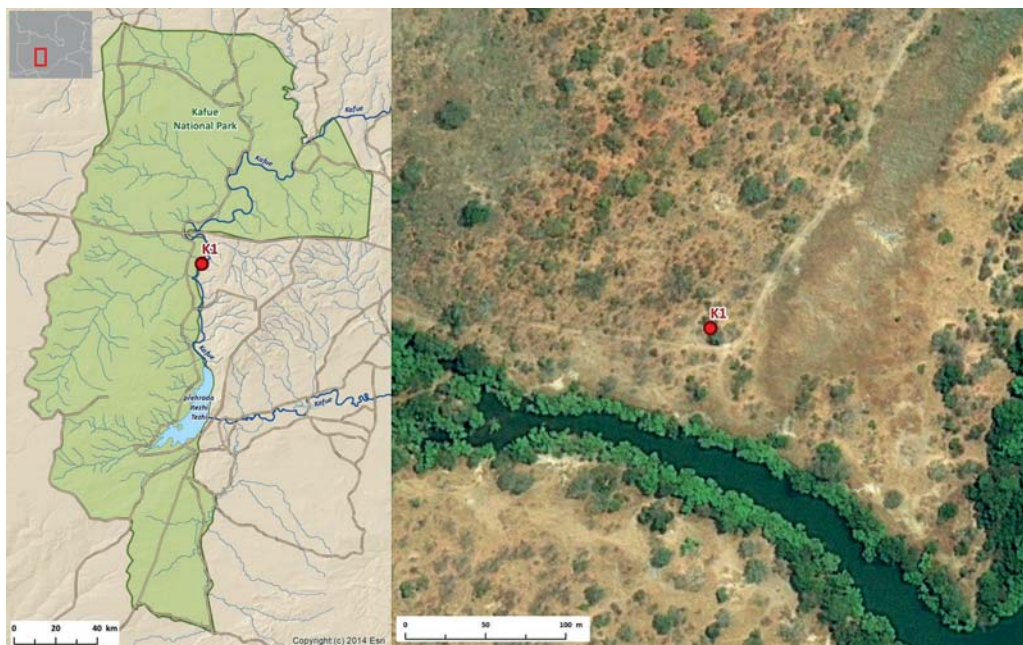 Kafue
Kafue
National Park
Kafue
K1
Kafue
prehrada
Itezhi
Tezhi
Kafue
0 20 40 km
Copyright:(c) 2014 Esri
K1
0 50 100 m